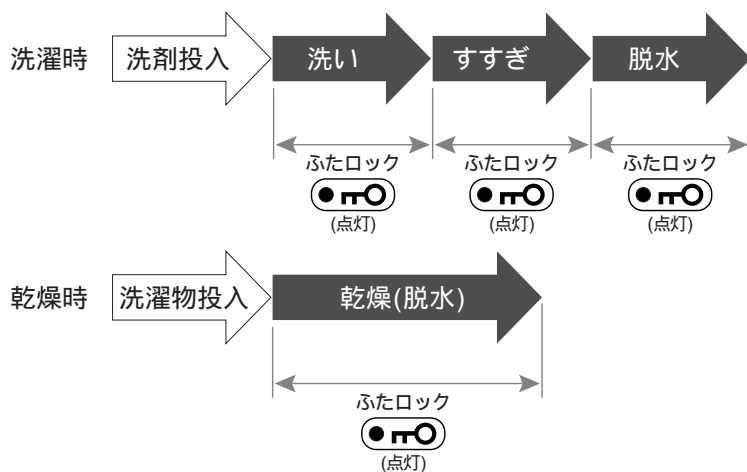 洗濯時 洗剤投入 洗い すすぎ 脱水
ふたロック ふたロック ふたロック
(点灯) (点灯) (点灯)
乾燥時 洗濯物投入 乾燥(脱水)
ふたロック
(点灯)